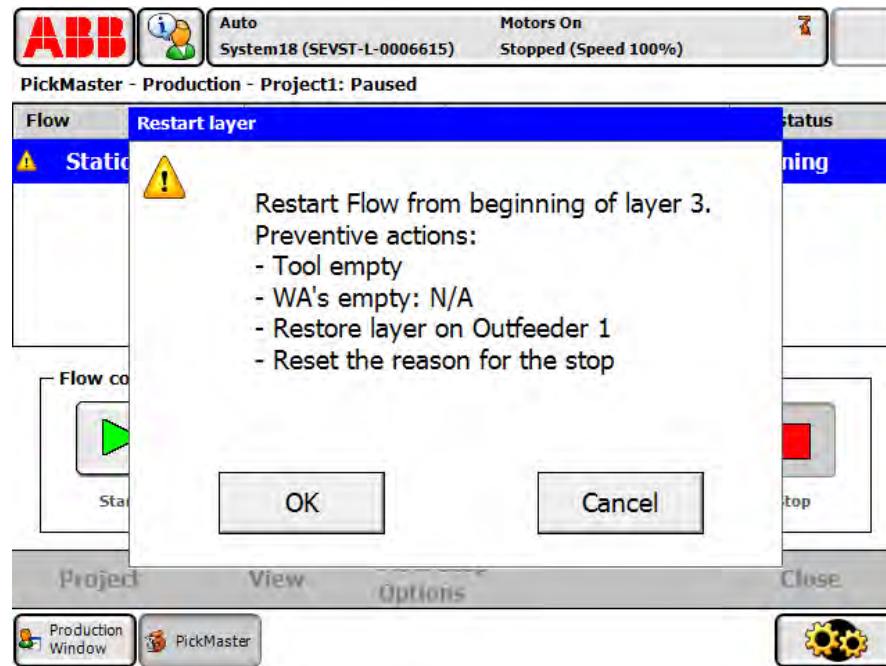 ABB
Auto
System18 (SEVST-L-0006615)
Motors On
Stopped (Speed 100%)
PickMaster - Production - Project1: Paused
Flow
status
Static
ning
Restart layer
Restart Flow from beginning of layer 3.
Preventive actions:
- Tool empty
- WA's empty: N/A
- Restore layer on Outfeeder 1
- Reset the reason for the stop
OK
Cancel
Flow co
Star
top
Project
View
Options
Close
Production
Window
PickMaster